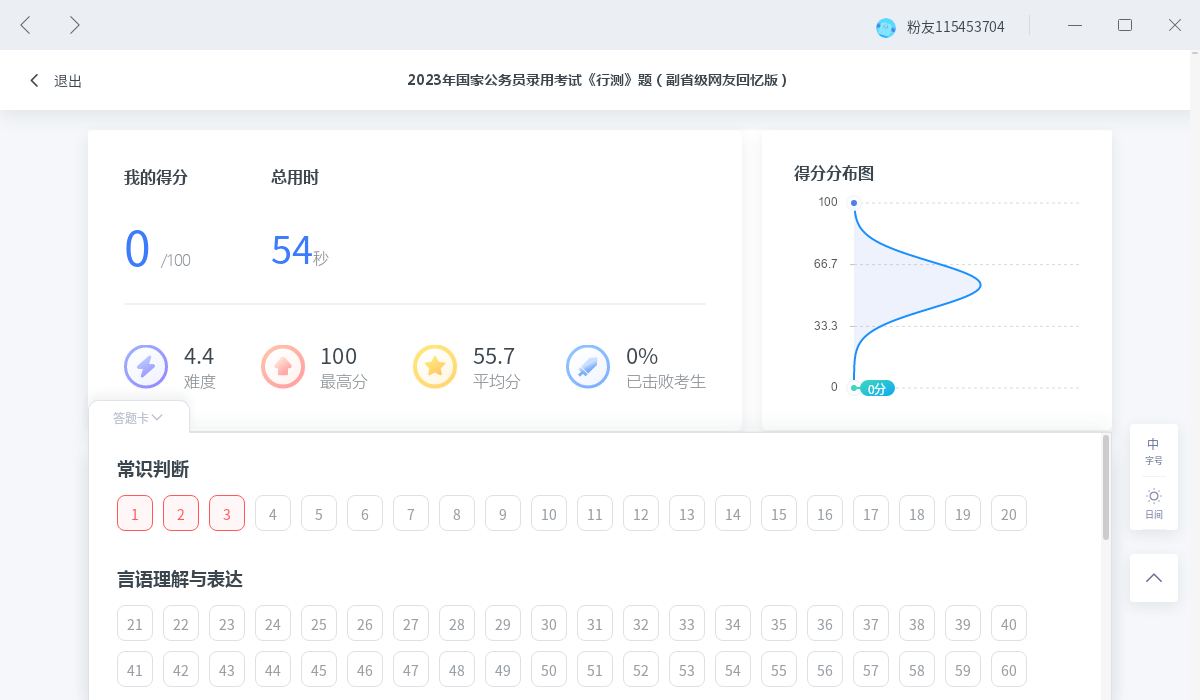 粉友115453704
退出
2023年国家公务员录用考试《行测》题（副省级网友回忆版）
我的得分
总用时
0 /100
54秒
4.4
难度
100
最高分
55.7
平均分
0%
已击败考生
得分分布图
100
66.7
33.3
0
0分
答题卡
常识判断
1 2 3 4 5 6 7 8 9 10 11 12 13 14 15 16 17 18 19 20
言语理解与表达
21 22 23 24 25 26 27 28 29 30 31 32 33 34 35 36 37 38 39 40
41 42 43 44 45 46 47 48 49 50 51 52 53 54 55 56 57 58 59 60
中
字号
日间